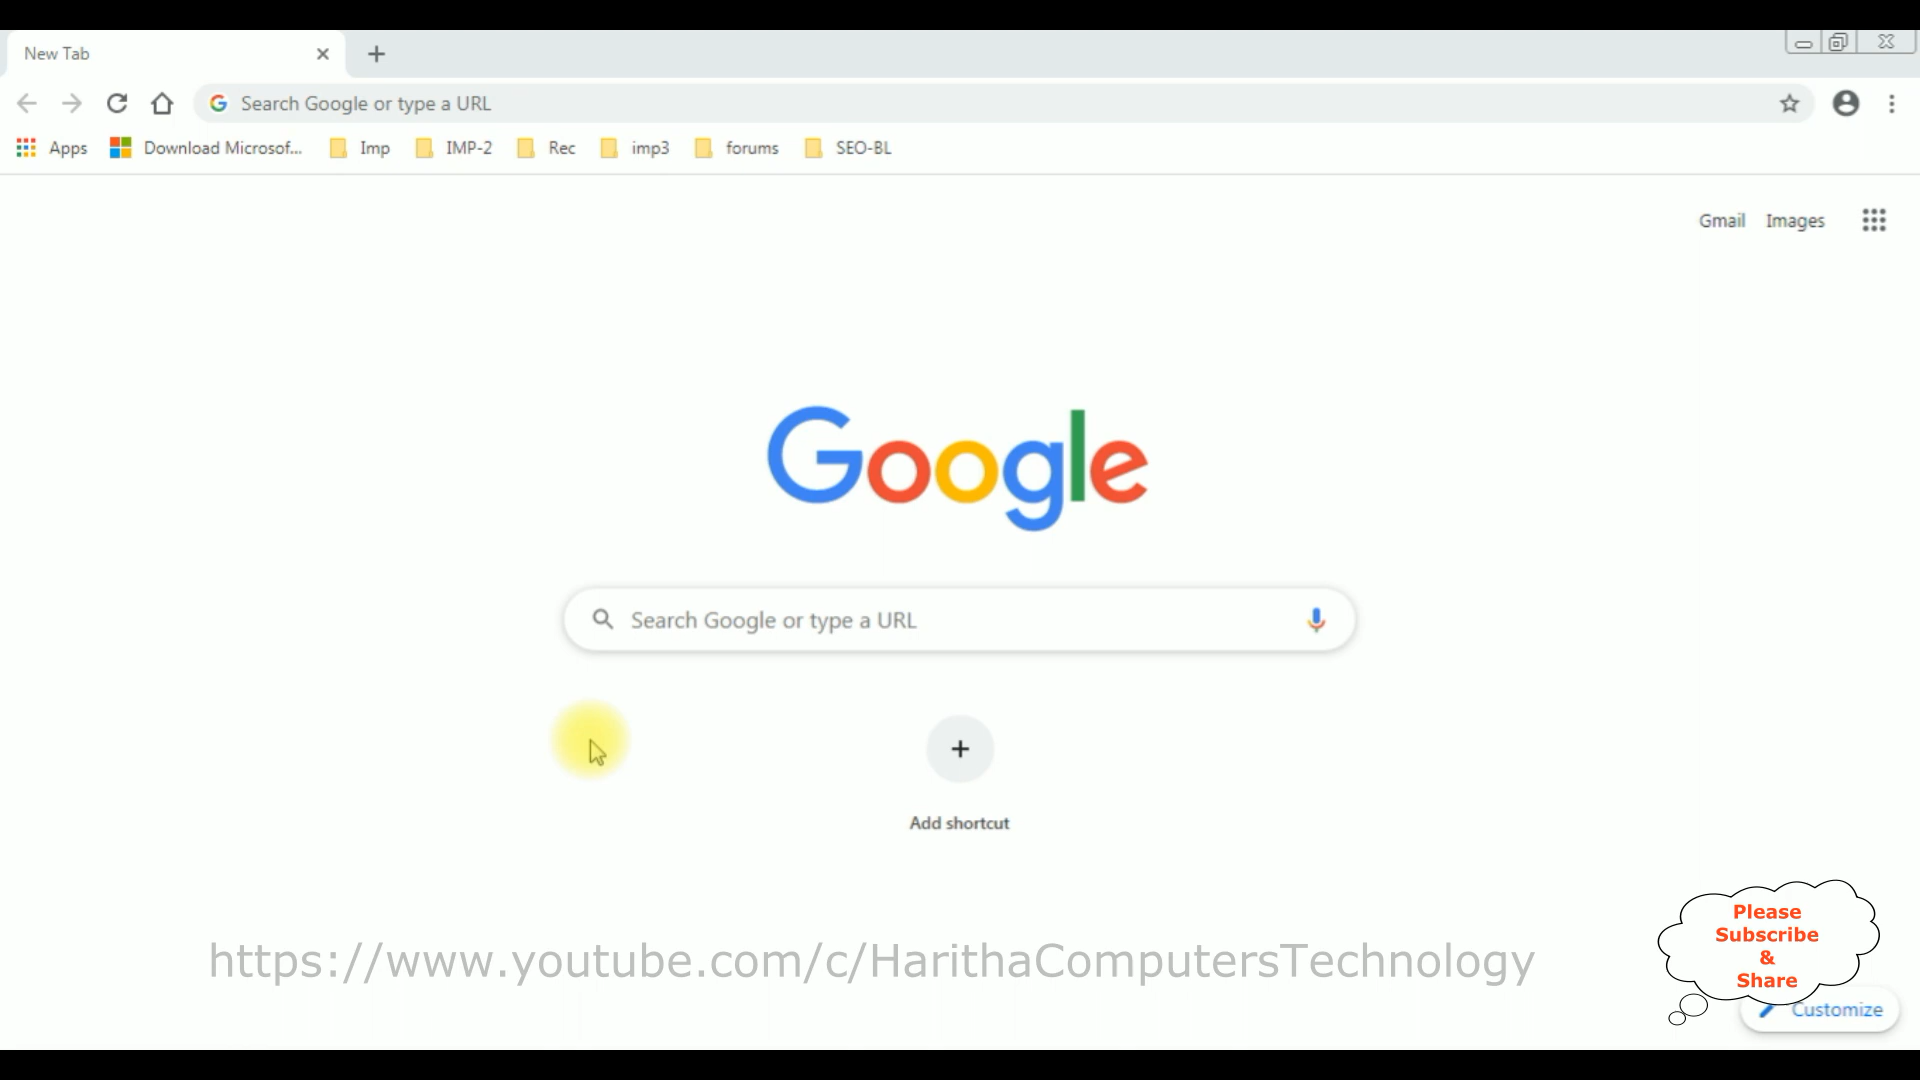 New Tab
Search Google or type a URL
Apps Download Microsof... Imp IMP-2 Rec imp3 forums SEO-BL
Gmail Images
Google
Search Google or type a URL
Add shortcut
Please
Subscribe
&
Share
https://www.youtube.com/c/HarithaComputersTechnology
Customize